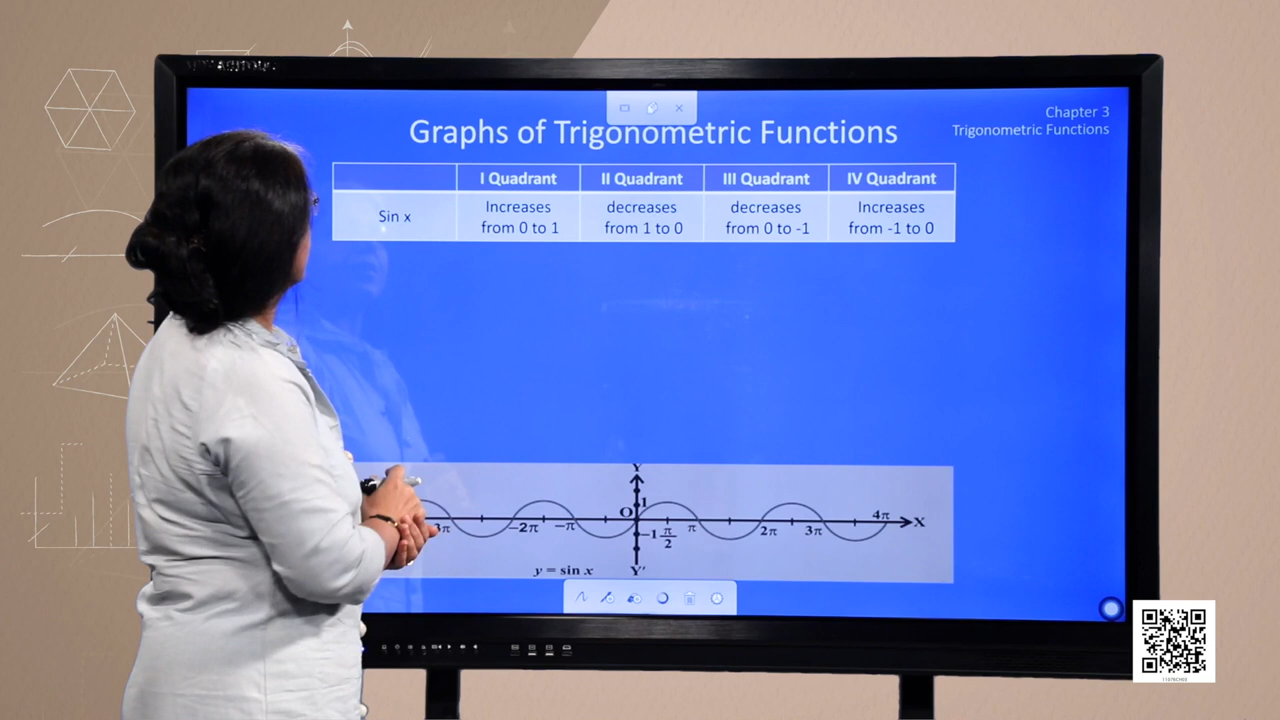 Chapter 3
Graphs of Trigonometric Functions
Trigonometric Functions
I Quadrant II Quadrant III Quadrant IV Quadrant
Sin x
Increases from 0 to 1
decreases from 1 to 0
decreases from 0 to -1
Increases from -1 to 0
Y
1
O
3π −2π −π π 2π 3π 4π X
−1 π/2
y = sin x Y′
11076CH03